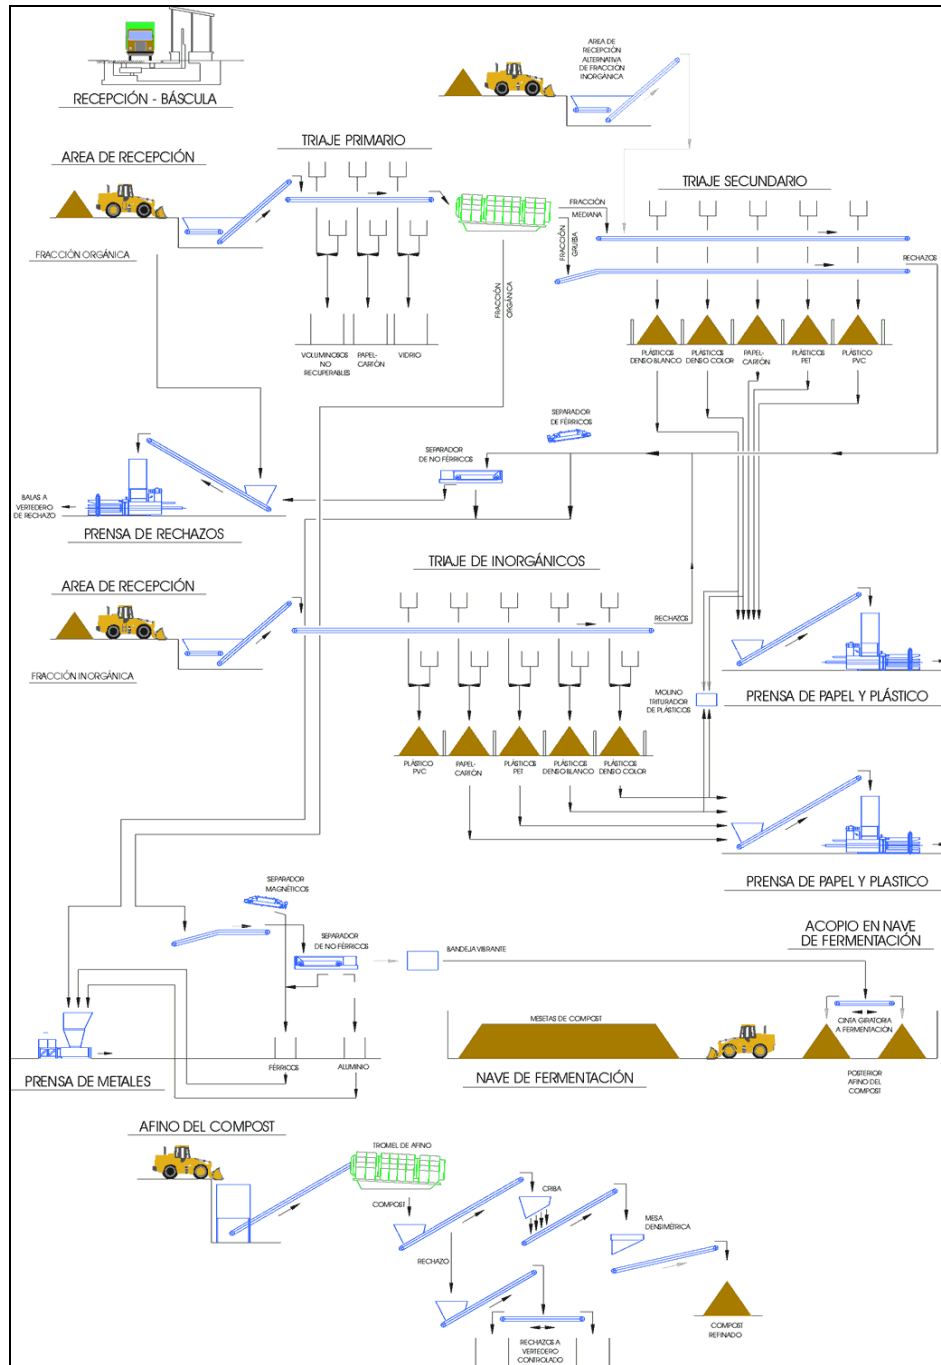 RECEPCIÓN - BÁSCULA
AREA DE
RECEPCIÓN
ALTERNATIVA
DE FRACCIÓN
INORGÁNICA
AREA DE RECEPCIÓN
TRIAJE PRIMARIO
TRIAJE SECUNDARIO
FRACCIÓN
MEDIANA
FRACCIÓN
GRUESA
RECHAZOS
FRACCIÓN ORGÁNICA
FRACCIÓN
ORGÁNICA
VOLUMINOSOS
NO
RECUPERABLES
PAPEL-
CARTÓN
VIDRIO
PLÁSTICOS
DENSO BLANCO
PLÁSTICOS
DENSO COLOR
PAPEL-
CARTÓN
PLÁSTICOS
PET
PLÁSTICO
PVC
SEPARADOR
DE FÉRRICOS
SEPARADOR
DE NO FÉRRICOS
BALAS A
VERTEDERO
DE RECHAZO
PRENSA DE RECHAZOS
TRIAJE DE INORGÁNICOS
AREA DE RECEPCIÓN
RECHAZOS
FRACCIÓN INORGÁNICA
MOLINO
TRITURADOR
DE PLÁSTICOS
PRENSA DE PAPEL Y PLÁSTICO
PLÁSTICO
PVC
PAPEL-
CARTÓN
PLÁSTICOS
PET
PLÁSTICOS
DENSO BLANCO
PLÁSTICOS
DENSO COLOR
PRENSA DE PAPEL Y PLASTICO
SEPARADOR
MAGNÉTICOS
SEPARADOR
DE NO FÉRRICOS
BANDEJA VIBRANTE
ACOPIO EN NAVE
DE FERMENTACIÓN
MESETAS DE COMPOST
CINTA GIRATORIA
A FERMENTACIÓN
PRENSA DE METALES
FÉRRICOS
ALUMINIO
NAVE DE FERMENTACIÓN
POSTERIOR
AFINO DEL
COMPOST
AFINO DEL COMPOST
TROMEL DE AFINO
COMPOST
CRIBA
MESA
DENSIMÉTRICA
RECHAZO
COMPOST
REFINADO
RECHAZOS A
VERTEDERO
CONTROLADO